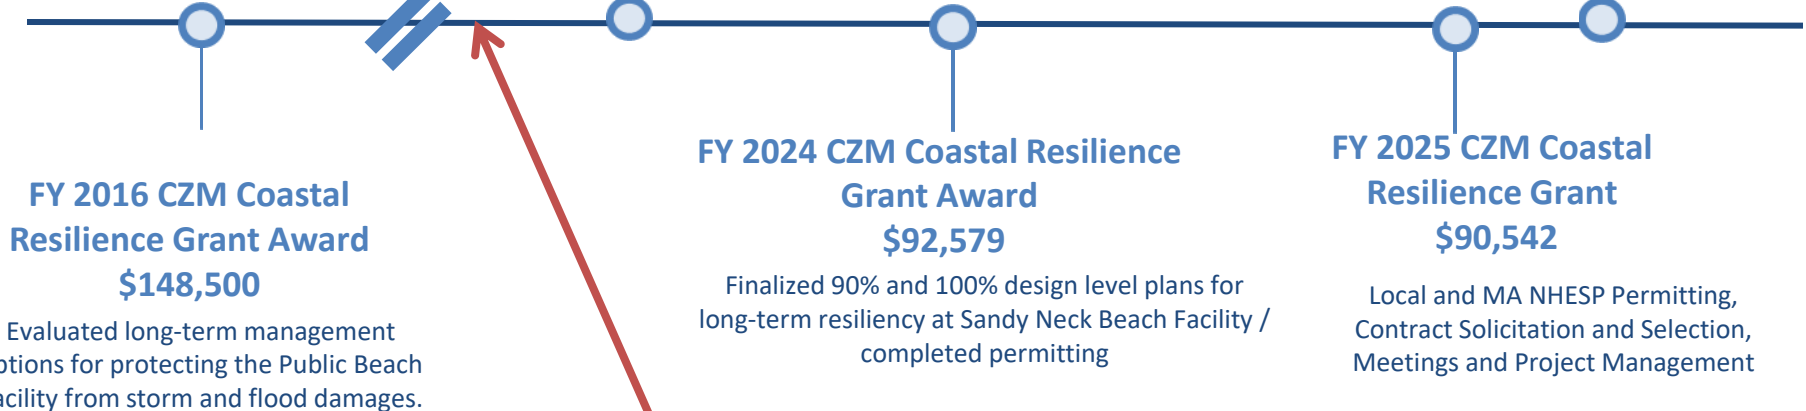 FY 2016 CZM Coastal
Resilience Grant Award
$148,500
Evaluated long-term management
for protecting the Public Beach
from storm and flood damages.
FY 2024 CZM Coastal Resilience
Grant Award
$92,579
Finalized 90% and 100% design level plans for
long-term resiliency at Sandy Neck Beach Facility /
completed permitting
FY 2025 CZM Coastal
Resilience Grant
$90,542
Local and MA NHESP Permitting,
Contract Solicitation and Selection,
Meetings and Project Management